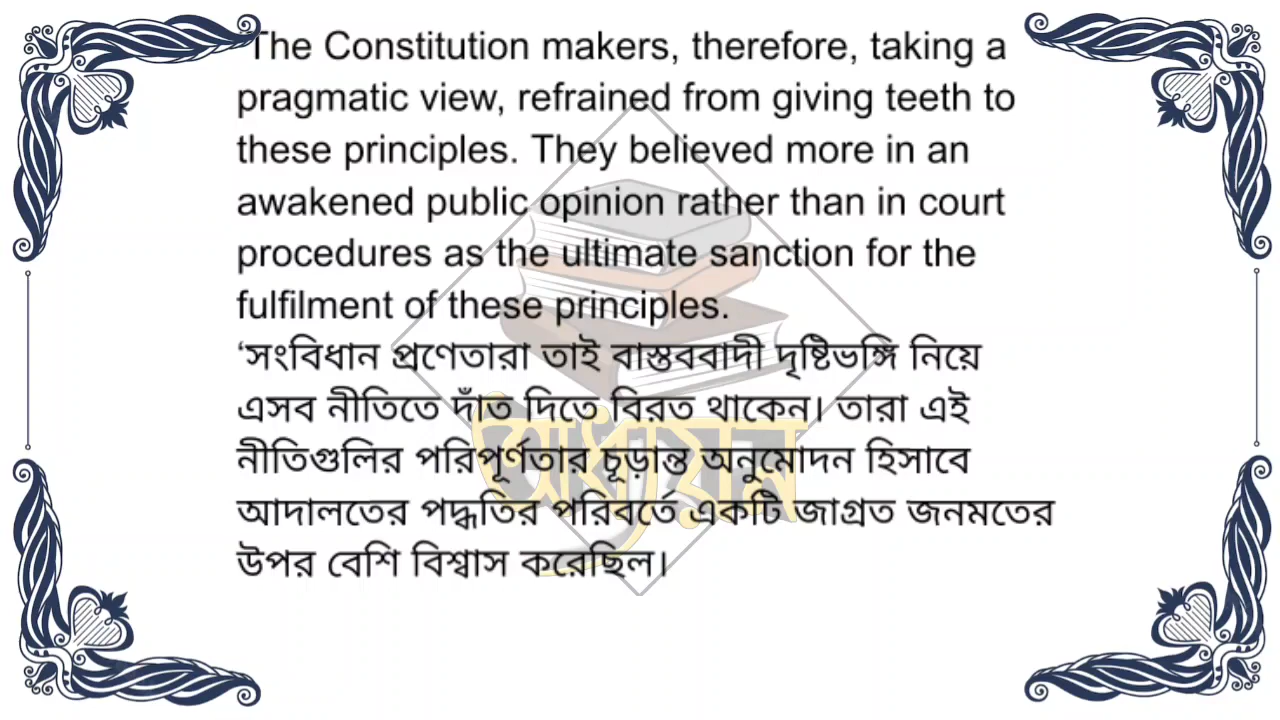 'The Constitution makers, therefore, taking a
pragmatic view, refrained from giving teeth to
these principles. They believed more in an
awakened public opinion rather than in court
procedures as the ultimate sanction for the
fulfilment of these principles.
‘সংবিধান প্রণেতারা তাই বাস্তববাদী দৃষ্টিভঙ্গি নিয়ে
এসব নীতিতে দাঁত দিতে বিরত থাকেন। তারা এই
নীতিগুলির পরিপূর্ণতার চূড়ান্ত অনুমোদন হিসাবে
আদালতের পদ্ধতির পরিবর্তে একটি জাগ্রত জনমতের
উপর বেশি বিশ্বাস করেছিল।
অধ্যয়ন